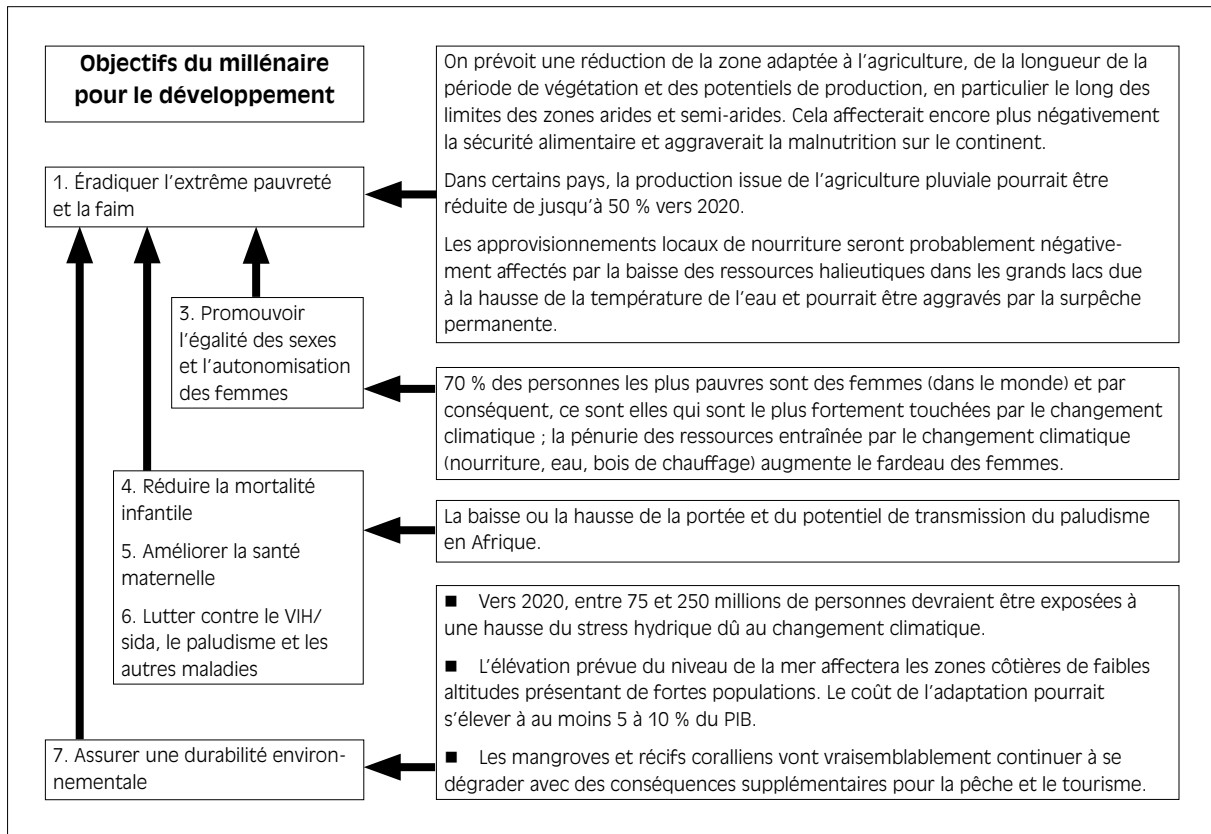 Objectifs du millénaire
pour le développement
On prévoit une réduction de la zone adaptée à l'agriculture, de la longueur de la
période de végétation et des potentiels de production, en particulier le long des
limites des zones arides et semi-arides. Cela affecterait encore plus négativement
la sécurité alimentaire et aggraverait la malnutrition sur le continent.
Dans certains pays, la production issue de l'agriculture pluviale pourrait être
réduite de jusqu'à 50 % vers 2020.
Les approvisionnements locaux de nourriture seront probablement négative-
ment affectés par la baisse des ressources halieutiques dans les grands lacs due
à la hausse de la température de l'eau et pourrait être aggravés par la surpêche
permanente.
1. Éradiquer l'extrême pauvreté
et la faim
3. Promouvoir
l'égalité des sexes
et l'autonomisation
des femmes
70 % des personnes les plus pauvres sont des femmes (dans le monde) et par
conséquent, ce sont elles qui sont le plus fortement touchées par le changement
climatique ; la pénurie des ressources entraînée par le changement climatique
(nourriture, eau, bois de chauffage) augmente le fardeau des femmes.
4. Réduire la mortalité
infantile
5. Améliorer la santé
maternelle
6. Lutter contre le VIH/
sida, le paludisme et les
autres maladies
La baisse ou la hausse de la portée et du potentiel de transmission du paludisme
en Afrique.
■ Vers 2020, entre 75 et 250 millions de personnes devraient être exposées à
une hausse du stress hydrique dû au changement climatique.
■ L'élévation prévue du niveau de la mer affectera les zones côtières de faibles
altitudes présentant de fortes populations. Le coût de l'adaptation pourrait
s'élever à au moins 5 à 10 % du PIB.
■ Les mangroves et récifs coralliens vont vraisemblablement continuer à se
dégrader avec des conséquences supplémentaires pour la pêche et le tourisme.
7. Assurer une durabilité environ-
nementale